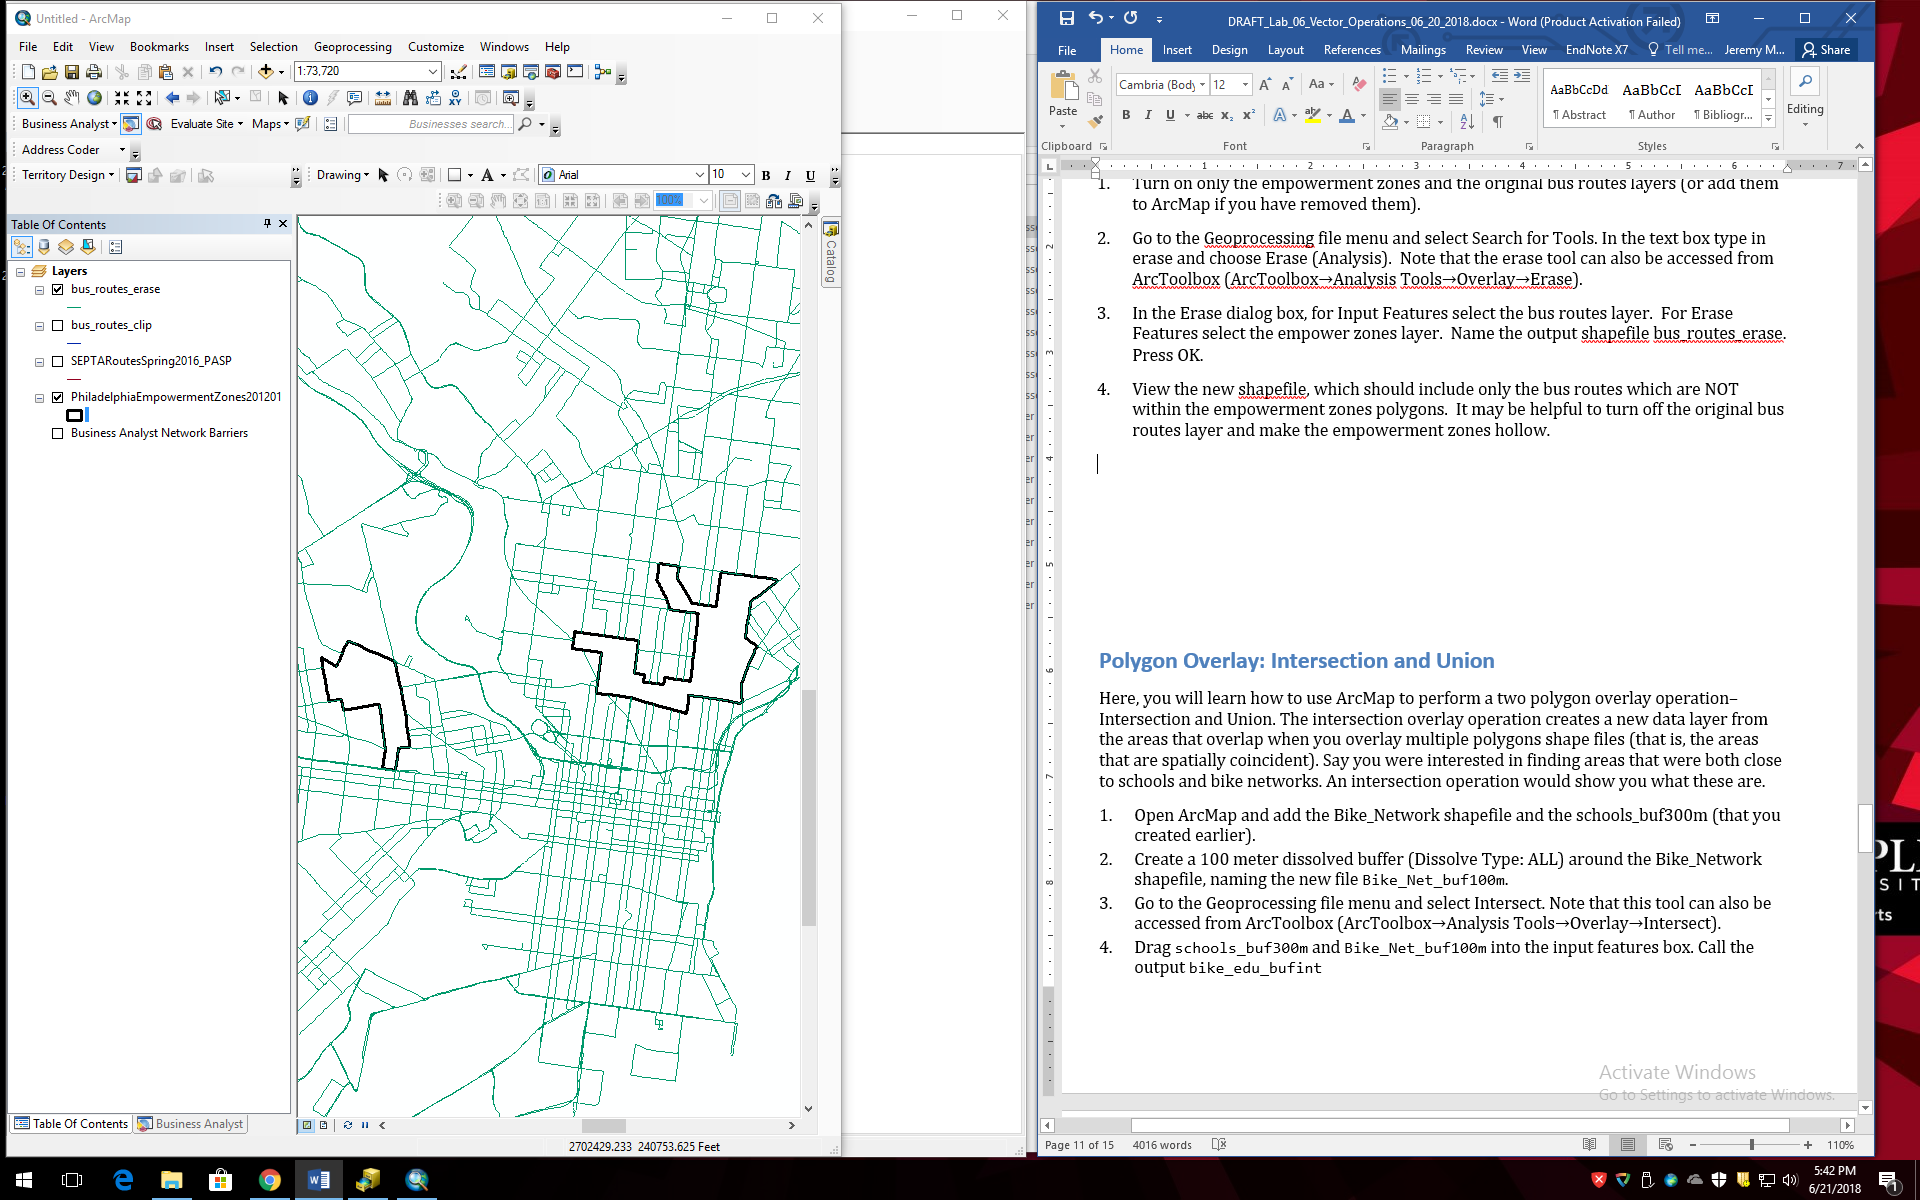 Untitled - ArcMap
File Edit View Bookmarks Insert Selection Geoprocessing Customize Windows Help
1:73,720
Business Analyst Evaluate Site Maps Businesses search...
Address Coder
Territory Design Drawing Arial 10 B I U
100%
Table Of Contents
Layers
bus_routes_erase
bus_routes_clip
SEPTARoutesSpring2016_PASP
PhiladelphiaEmpowermentZones201201
Business Analyst Network Barriers
Catalog
Table Of Contents Business Analyst
2702429.233 240753.625 Feet
DRAFT_Lab_06_Vector_Operations_06_20_2018.docx - Word (Product Activation Failed)
File Home Insert Design Layout References Mailings Review View EndNote X7 Tell me... Jeremy M... Share
Paste
Cambria (Body 12
B I U abc x2 x2
AaBbCcDd AaBbCcI AaBbCcI
¶ Abstract ¶ Author ¶ Bibliogr...
Editing
Clipboard Font Paragraph Styles
1 2 3 4 5 6 7
1. Turn on only the empowerment zones and the original bus routes layers (or add them
to ArcMap if you have removed them).
2. Go to the Geoprocessing file menu and select Search for Tools. In the text box type in
erase and choose Erase (Analysis). Note that the erase tool can also be accessed from
ArcToolbox (ArcToolbox→Analysis Tools→Overlay→Erase).
3. In the Erase dialog box, for Input Features select the bus routes layer. For Erase
Features select the empower zones layer. Name the output shapefile bus_routes_erase.
Press OK.
4. View the new shapefile, which should include only the bus routes which are NOT
within the empowerment zones polygons. It may be helpful to turn off the original bus
routes layer and make the empowerment zones hollow.
Polygon Overlay: Intersection and Union
Here, you will learn how to use ArcMap to perform a two polygon overlay operation–
Intersection and Union. The intersection overlay operation creates a new data layer from
the areas that overlap when you overlay multiple polygons shape files (that is, the areas
that are spatially coincident). Say you were interested in finding areas that were both close
to schools and bike networks. An intersection operation would show you what these are.
1. Open ArcMap and add the Bike_Network shapefile and the schools_buf300m (that you
created earlier).
2. Create a 100 meter dissolved buffer (Dissolve Type: ALL) around the Bike_Network
shapefile, naming the new file Bike_Net_buf100m.
3. Go to the Geoprocessing file menu and select Intersect. Note that this tool can also be
accessed from ArcToolbox (ArcToolbox→Analysis Tools→Overlay→Intersect).
4. Drag schools_buf300m and Bike_Net_buf100m into the input features box. Call the
output bike_edu_bufint
Activate Windows
Go to Settings to activate Windows.
Page 11 of 15 4016 words 110%
5:42 PM
6/21/2018